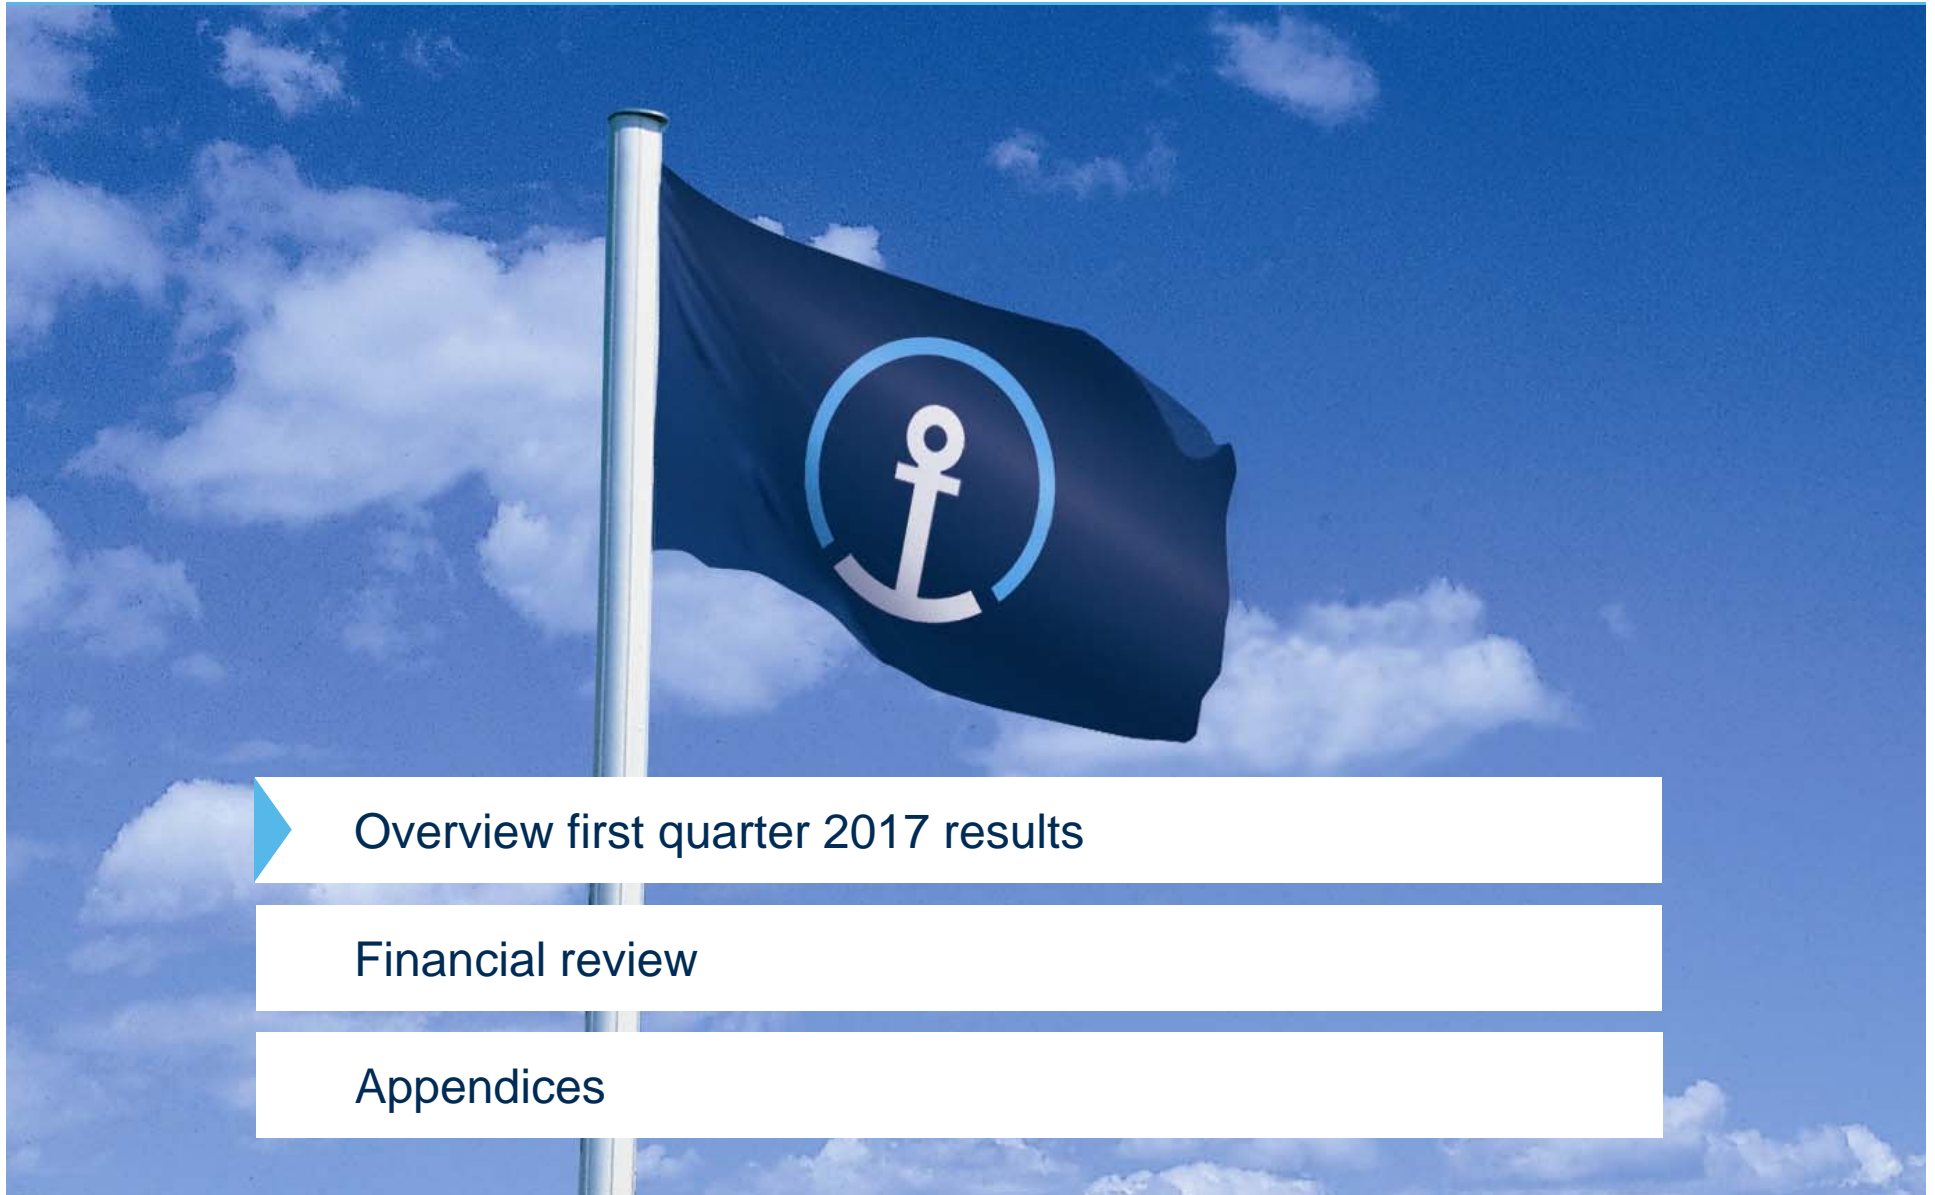 Overview first quarter 2017 results
Financial review
Appendices